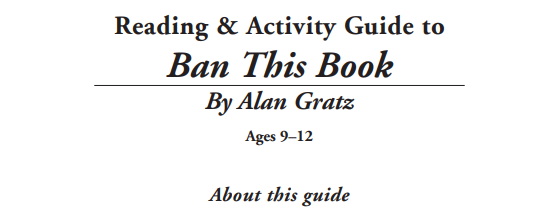 Reading & Activity Guide to
Ban This Book
By Alan Gratz
Ages 9–12
About this guide